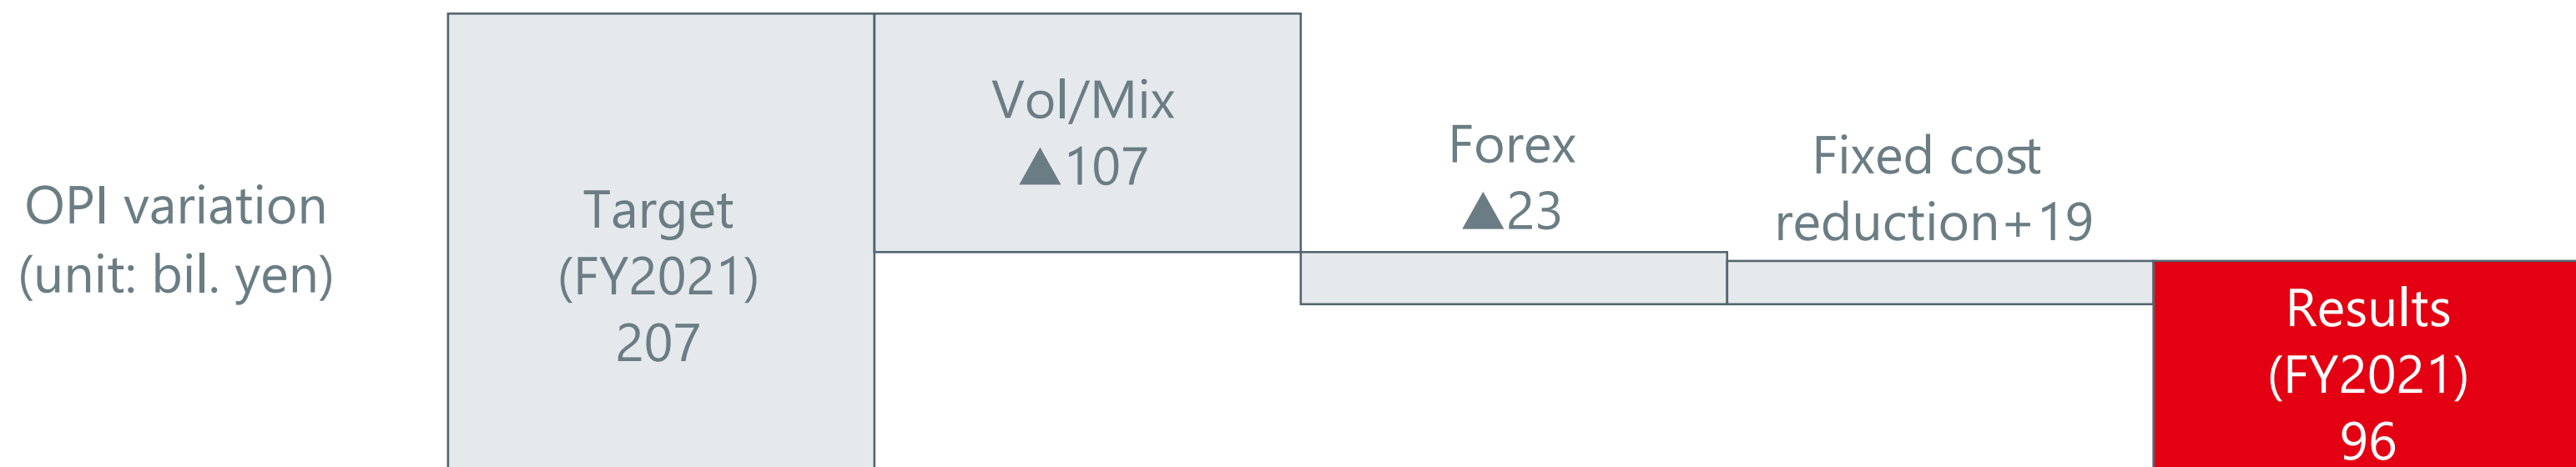 OPI variation
(unit: bil. yen)
Target
(FY2021)
207
Vol/Mix
▲107
Forex
▲23
Fixed cost
reduction+19
Results
(FY2021)
96